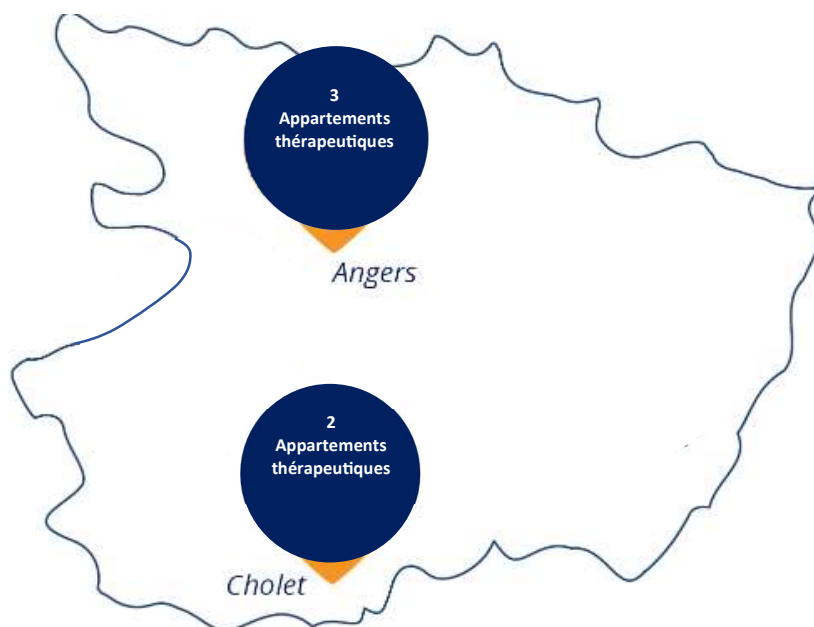 3
Appartements
thérapeutiques
Angers
2
Appartements
thérapeutiques
Cholet